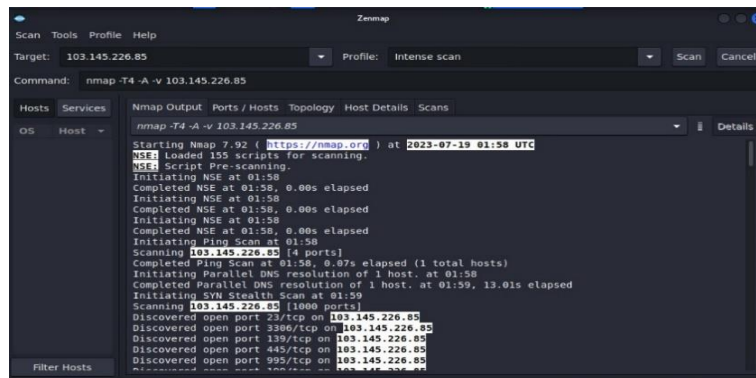 Zenmap
Scan Tools Profile Help
Target: 103.145.226.85 Profile: Intense scan Scan Cancel
Command: nmap -T4 -A -v 103.145.226.85
Hosts Services Nmap Output Ports / Hosts Topology Host Details Scans
OS Host nmap -T4 -A -v 103.145.226.85 Details
Starting Nmap 7.92 ( https://nmap.org ) at 2023-07-19 01:58 UTC
NSE: Loaded 155 scripts for scanning.
NSE: Script Pre-scanning.
Initiating NSE at 01:58
Completed NSE at 01:58, 0.00s elapsed
Initiating NSE at 01:58
Completed NSE at 01:58, 0.00s elapsed
Initiating NSE at 01:58
Completed NSE at 01:58, 0.00s elapsed
Initiating Ping Scan at 01:58
Scanning 103.145.226.85 [4 ports]
Completed Ping Scan at 01:58, 0.07s elapsed (1 total hosts)
Initiating Parallel DNS resolution of 1 host. at 01:58
Completed Parallel DNS resolution of 1 host. at 01:59, 13.01s elapsed
Initiating SYN Stealth Scan at 01:59
Scanning 103.145.226.85 [1000 ports]
Discovered open port 23/tcp on 103.145.226.85
Discovered open port 3306/tcp on 103.145.226.85
Discovered open port 139/tcp on 103.145.226.85
Discovered open port 445/tcp on 103.145.226.85
Discovered open port 995/tcp on 103.145.226.85
Filter Hosts